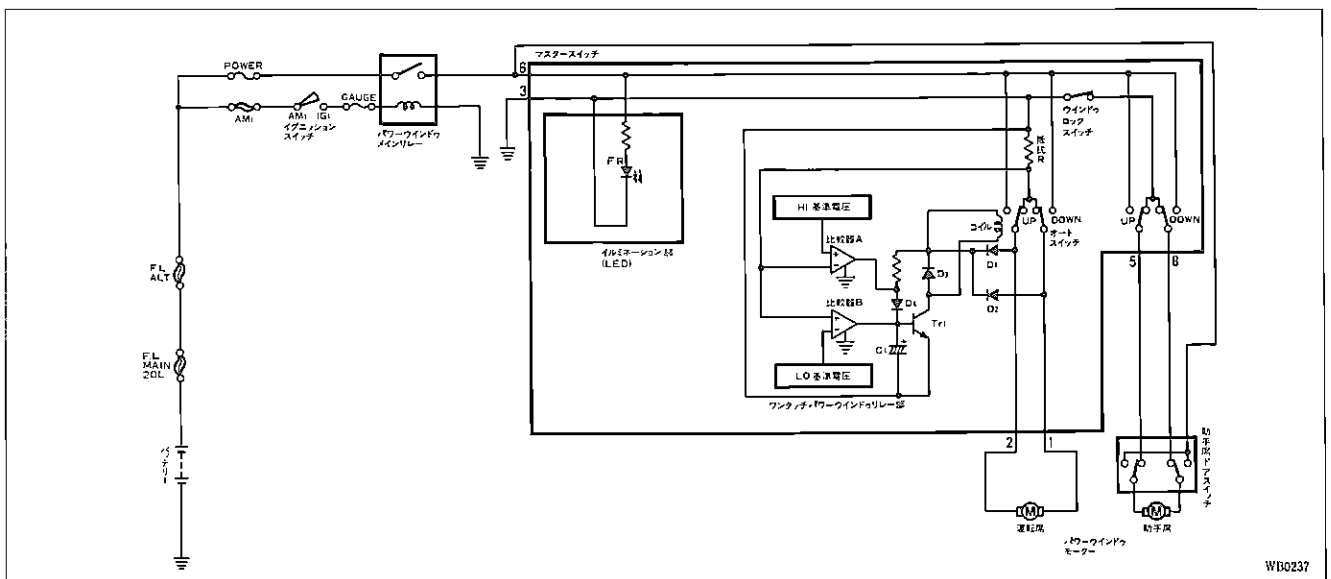 マスタースイッチ
POWER
6
3
AM1
AM1 IG1
イグニッション
スイッチ
GAUGE
パワーウインドゥ
メインリレー
ウインドゥ
ロック
スイッチ
抵抗R
HI 基準電圧
比較器A
比較器B
LO 基準電圧
イルミネーション部
(LED)
コイル
UP
DOWN
オート
スイッチ
UP
DOWN
D1
D2
D3
D4
Tr1
C1
ワンタッチ・パワーウインドゥリレー部
5
8
2
1
F.L
ALT
F.L
MAIN
2.0L
バッテリー
M
運転席
M
助手席
助手席ドアスイッチ
パワーウインドゥ
モーター
WB0237